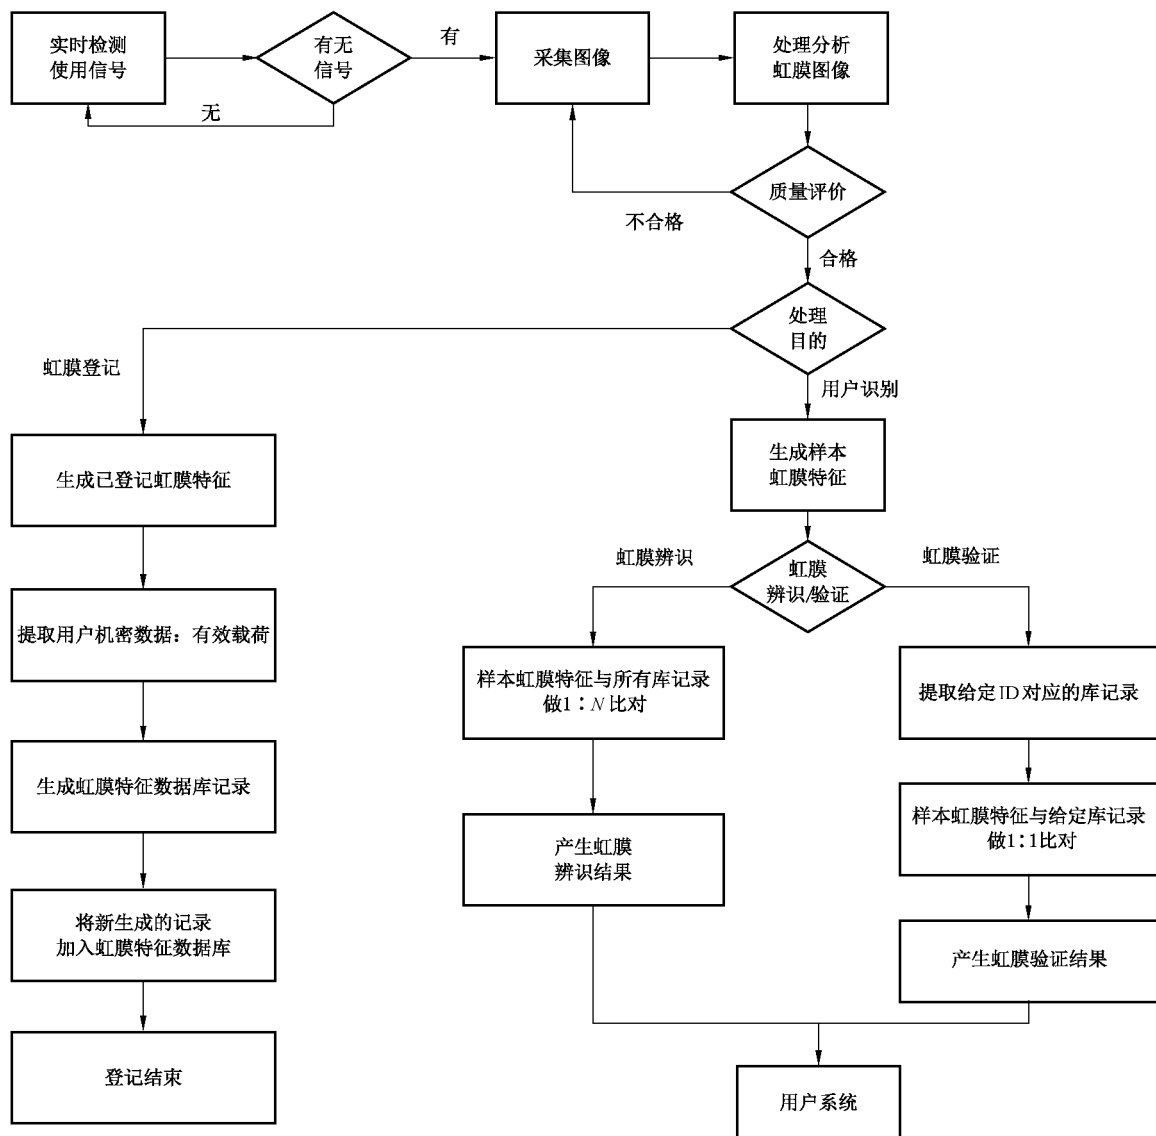 实时检测
使用信号
有无
信号
有
采集图像
处理分析
虹膜图像
无
质量评价
不合格
合格
处理
目的
虹膜登记
用户识别
生成已登记虹膜特征
生成样本
虹膜特征
虹膜辨识
虹膜验证
虹膜
辨识/验证
提取用户机密数据：有效载荷
样本虹膜特征与所有库记录
做1：N比对
提取给定ID对应的库记录
生成虹膜特征数据库记录
样本虹膜特征与给定库记录
做1：1比对
产生虹膜
辨识结果
将新生成的记录
加入虹膜特征数据库
产生虹膜验证结果
登记结束
用户系统